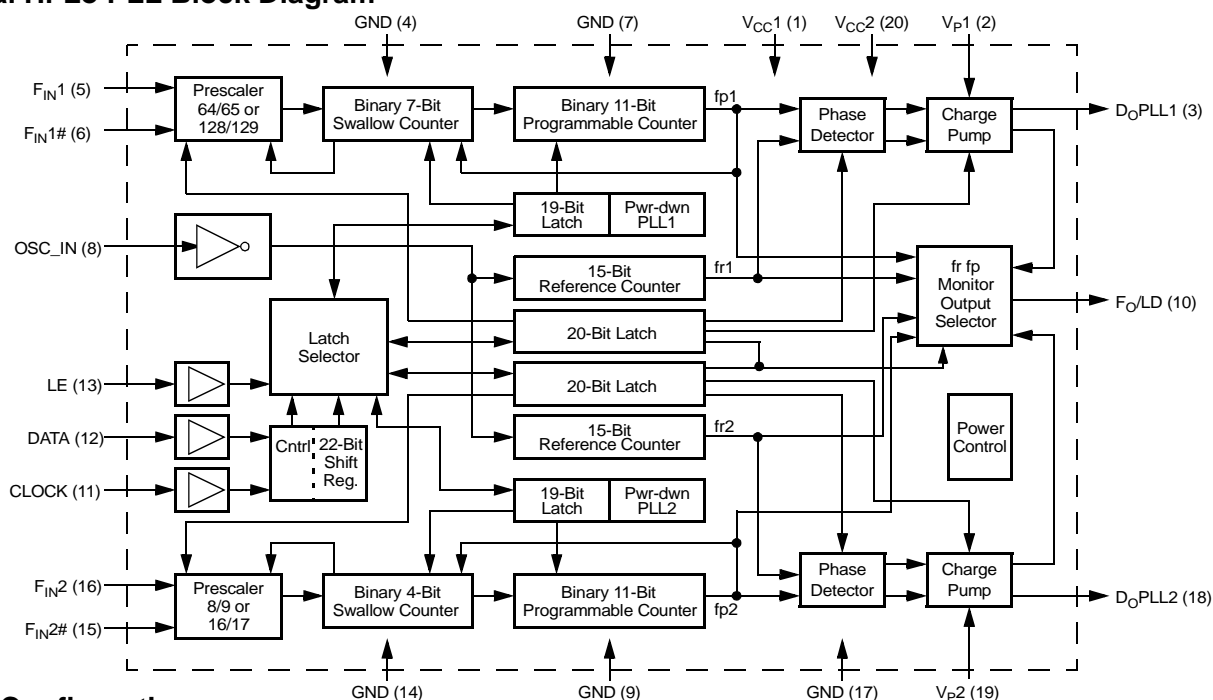 PLL Block Diagram
GND (4)
GND (7)
VCC1 (1)
VCC2 (20)
VP1 (2)
FIN1 (5)
FIN1# (6)
Prescaler
64/65 or
128/129
Binary 7-Bit
Swallow Counter
Binary 11-Bit
Programmable Counter
fp1
Phase
Detector
Charge
Pump
DOPLL1 (3)
19-Bit
Latch
Pwr-dwn
PLL1
OSC_IN (8)
15-Bit
Reference Counter
fr1
fr fp
Monitor
Output
Selector
FO/LD (10)
Latch
Selector
20-Bit Latch
20-Bit Latch
LE (13)
DATA (12)
CLOCK (11)
Cntrl
22-Bit
Shift
Reg.
15-Bit
Reference Counter
fr2
Power
Control
19-Bit
Latch
Pwr-dwn
PLL2
FIN2 (16)
FIN2# (15)
Prescaler
8/9 or
16/17
Binary 4-Bit
Swallow Counter
Binary 11-Bit
Programmable Counter
fp2
Phase
Detector
Charge
Pump
DOPLL2 (18)
GND (14)
GND (9)
GND (17)
VP2 (19)